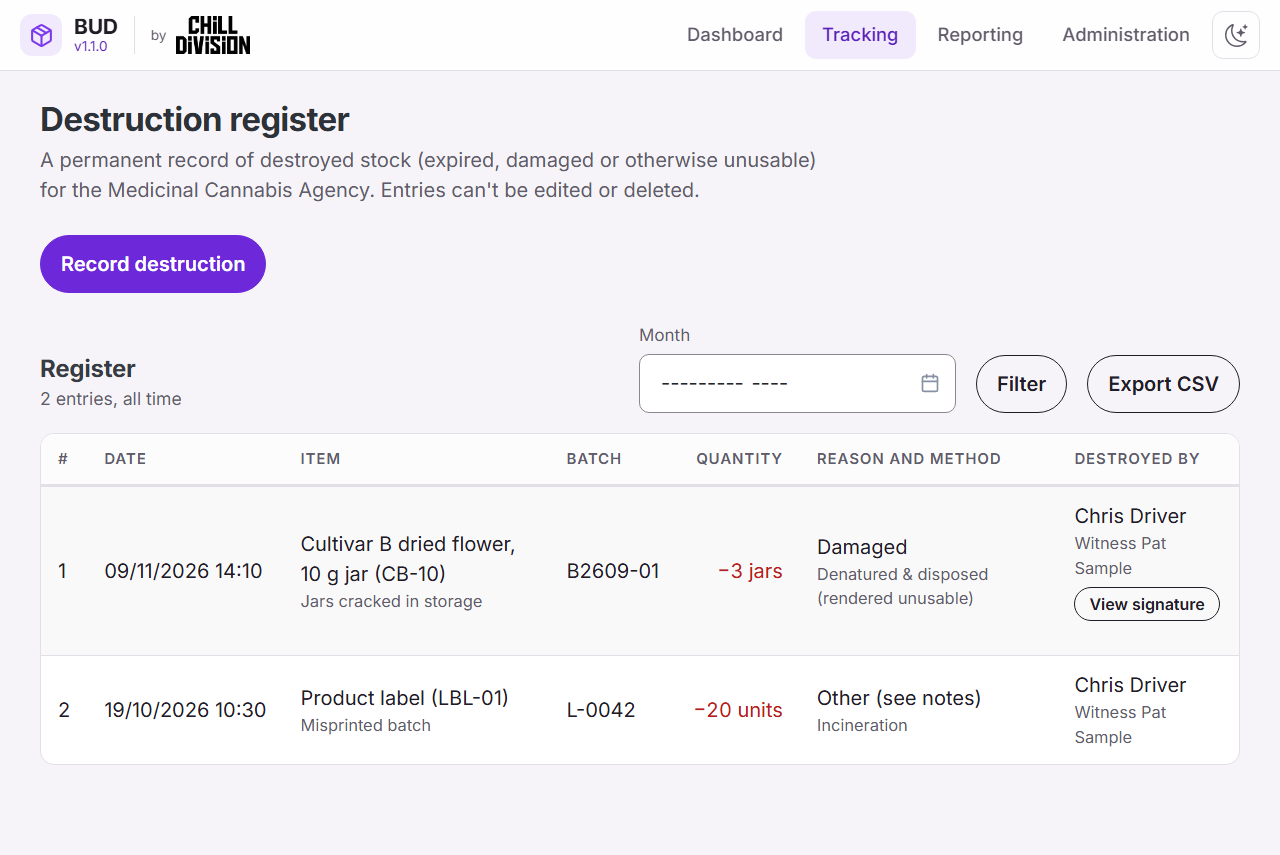 BUD
v1.1.0
by
CHiLL
DiViSiON
Dashboard
Tracking
Reporting
Administration
Destruction register
A permanent record of destroyed stock (expired, damaged or otherwise unusable)
for the Medicinal Cannabis Agency. Entries can't be edited or deleted.
Record destruction
Month
Register
2 entries, all time
--------- ----
Filter
Export CSV
# DATE ITEM BATCH QUANTITY REASON AND METHOD DESTROYED BY
1
09/11/2026 14:10
Cultivar B dried flower,
10 g jar (CB-10)
Jars cracked in storage
B2609-01
−3 jars
Damaged
Denatured & disposed
(rendered unusable)
Chris Driver
Witness Pat
Sample
View signature
2
19/10/2026 10:30
Product label (LBL-01)
Misprinted batch
L-0042
−20 units
Other (see notes)
Incineration
Chris Driver
Witness Pat
Sample